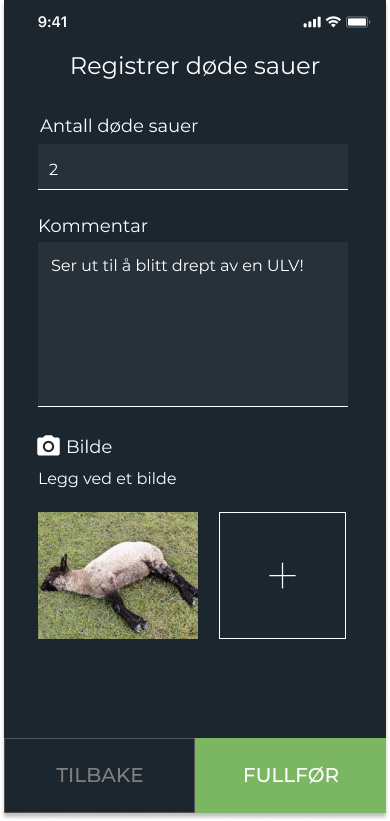 9:41
Registrer døde sauer
Antall døde sauer
2
Kommentar
Ser ut til å blitt drept av en ULV!
Bilde
Legg ved et bilde
TILBAKE
FULLFØR